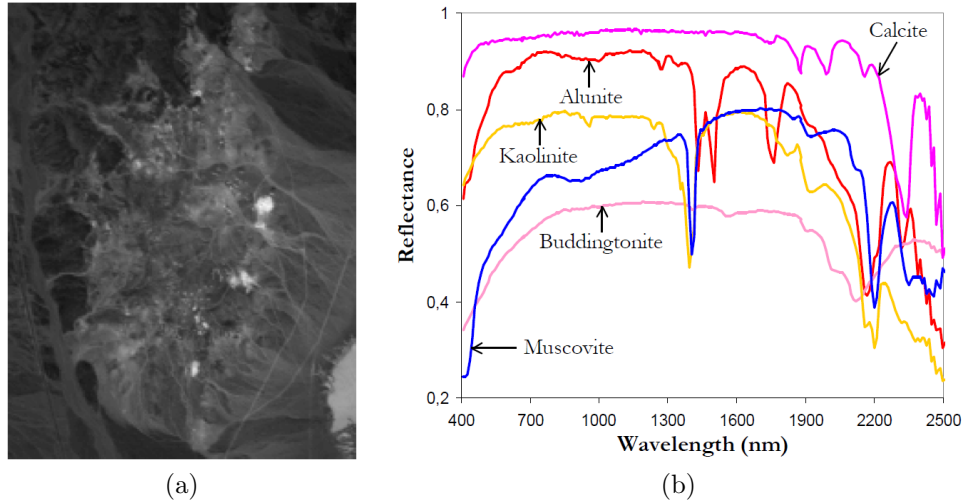 1
0,8
0,6
0,4
0,2
Reflectance
Calcite
Alunite
Kaolinite
Buddingtonite
Muscovite
400 700 1000 1300 1600 1900 2200 2500
Wavelength (nm)
(a) (b)